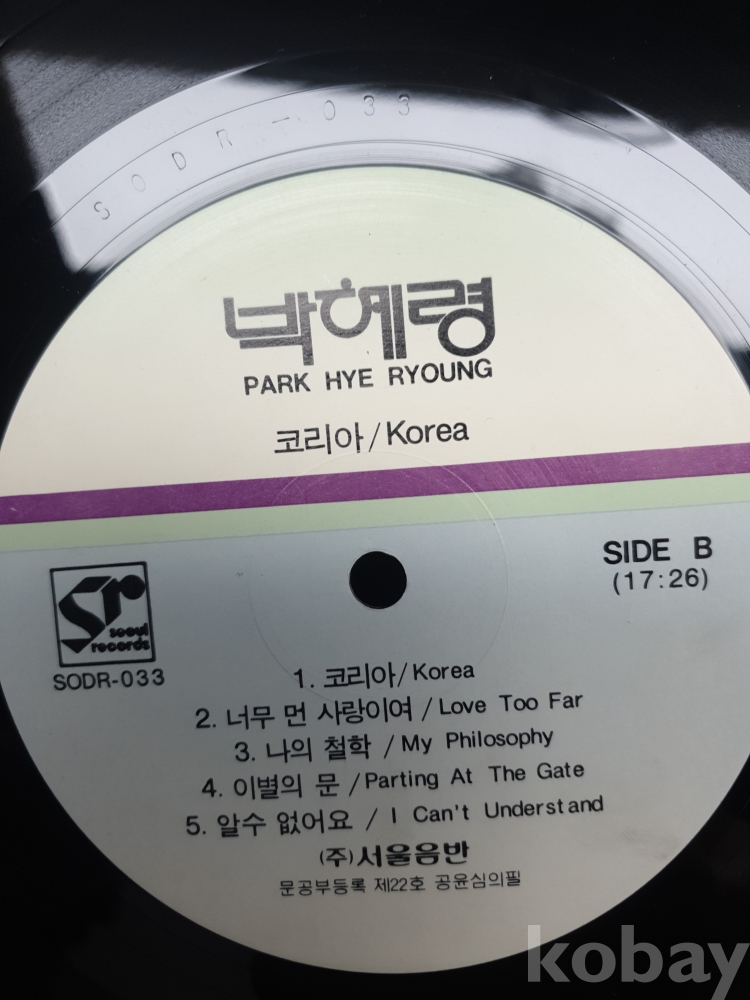 SODR-033
박혜령
PARK HYE RYOUNG
코리아/Korea
SIDE B
(17:26)
sr
seoul
records
SODR-033
1. 코리아/Korea
2. 너무 먼 사랑이여 /Love Too Far
3. 나의 철학 /My Philosophy
4. 이별의 문 /Parting At The Gate
5. 알수 없어요 / I Can't Understand
(주)서울음반
문공부등록 제22호 공윤심의필
kobay